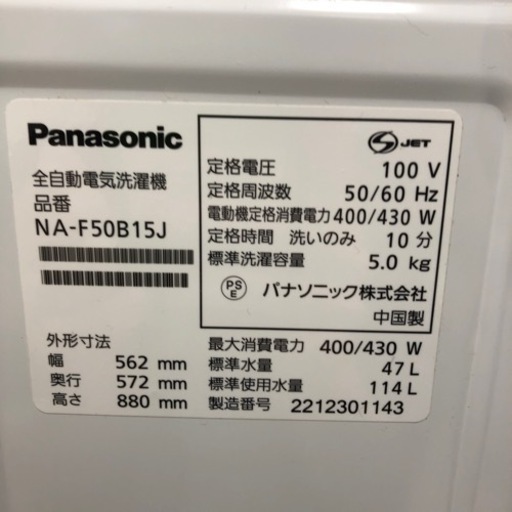 Panasonic
全自動電気洗濯機
品番
NA-F50B15J
外形寸法
幅 562 mm
奥行 572 mm
高さ 880 mm
S JET
定格電圧 100 V
定格周波数 50/60 Hz
電動機定格消費電力 400/430 W
定格時間 洗いのみ 10 分
標準洗濯容量 5.0 kg
PS E パナソニック株式会社
中国製
最大消費電力 400/430 W
標準水量 47 L
標準使用水量 114 L
製造番号 2212301143